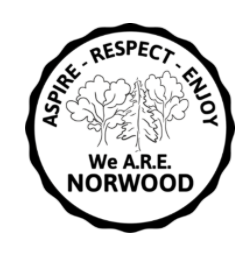 ASPIRE - RESPECT - ENJOY
We A.R.E.
NORWOOD